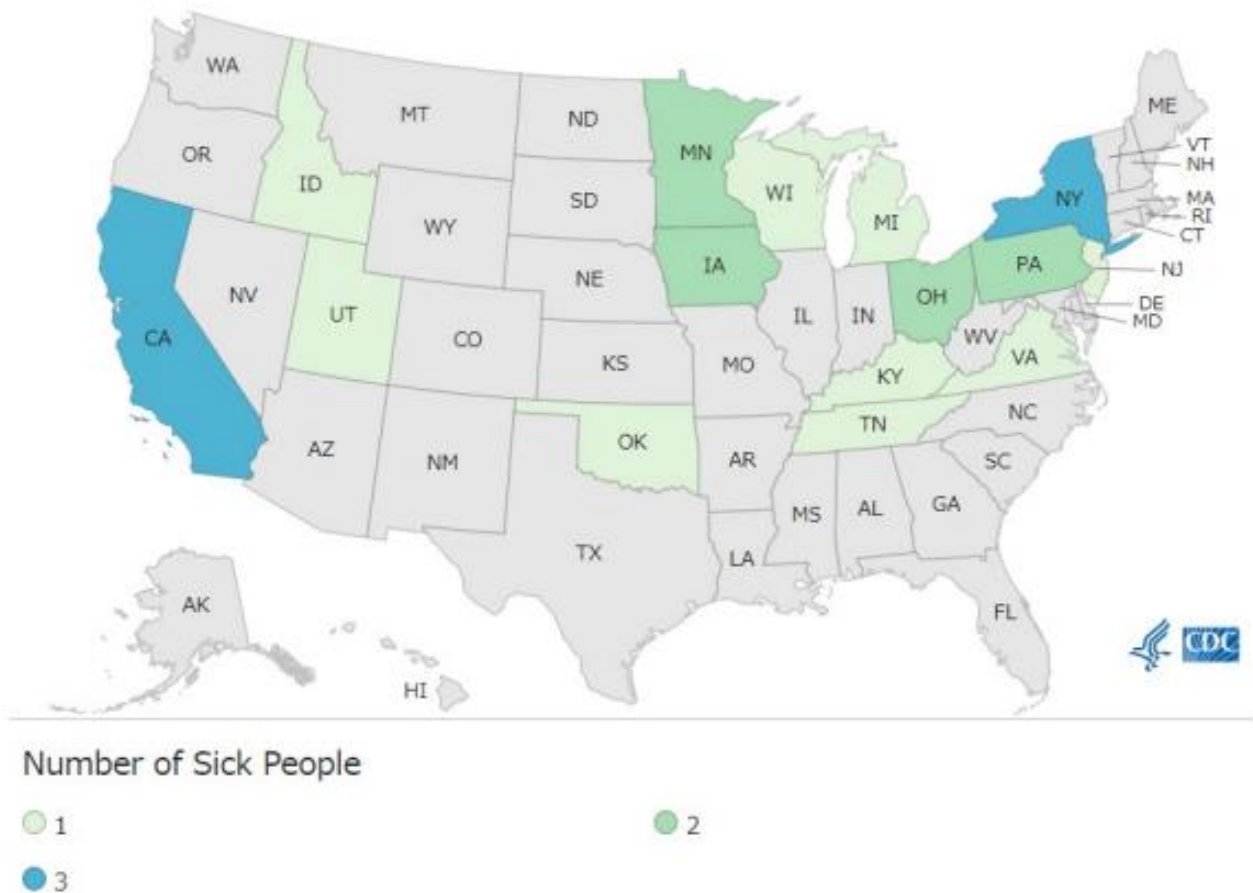 WA
MT
ND
MN
ME
VT
NH
OR
ID
SD
WI
MI
NY
MA
RI
CT
WY
IA
PA
NJ
NV
UT
NE
IL
IN
OH
DE
MD
CA
CO
KS
MO
WV
VA
KY
AZ
NM
OK
AR
TN
NC
SC
MS
AL
GA
TX
LA
FL
AK
HI
CDC
Number of Sick People
1
2
3